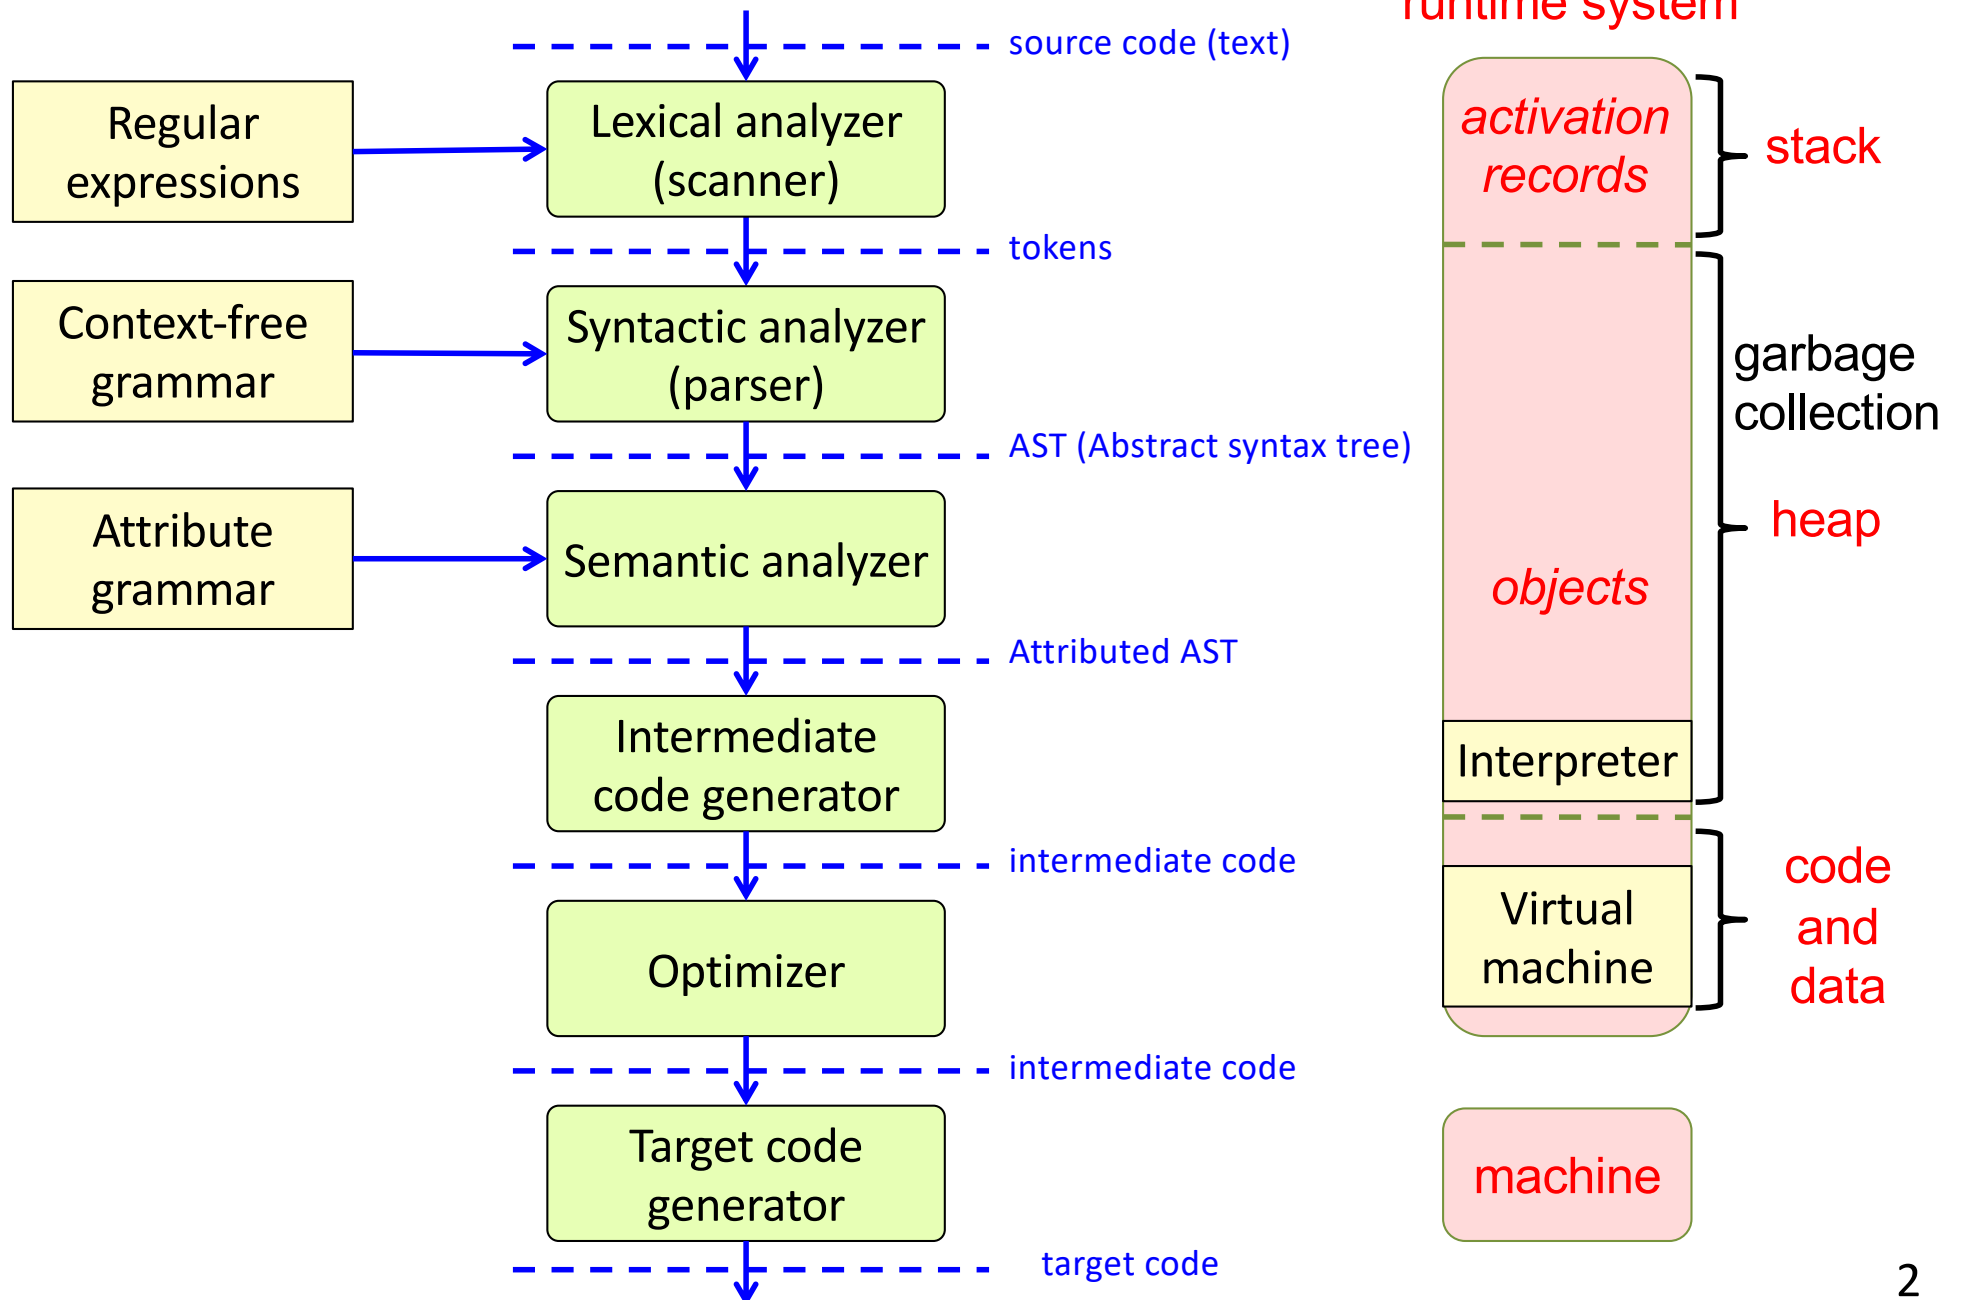 runtime system
source code (text)
Regular
expressions
Lexical analyzer
(scanner)
activation
records
stack
tokens
Context-free
grammar
Syntactic analyzer
(parser)
garbage
collection
AST (Abstract syntax tree)
Attribute
grammar
Semantic analyzer
heap
objects
Attributed AST
Intermediate
code generator
Interpreter
intermediate code
Optimizer
Virtual
machine
code
and
data
intermediate code
Target code
generator
machine
target code
2